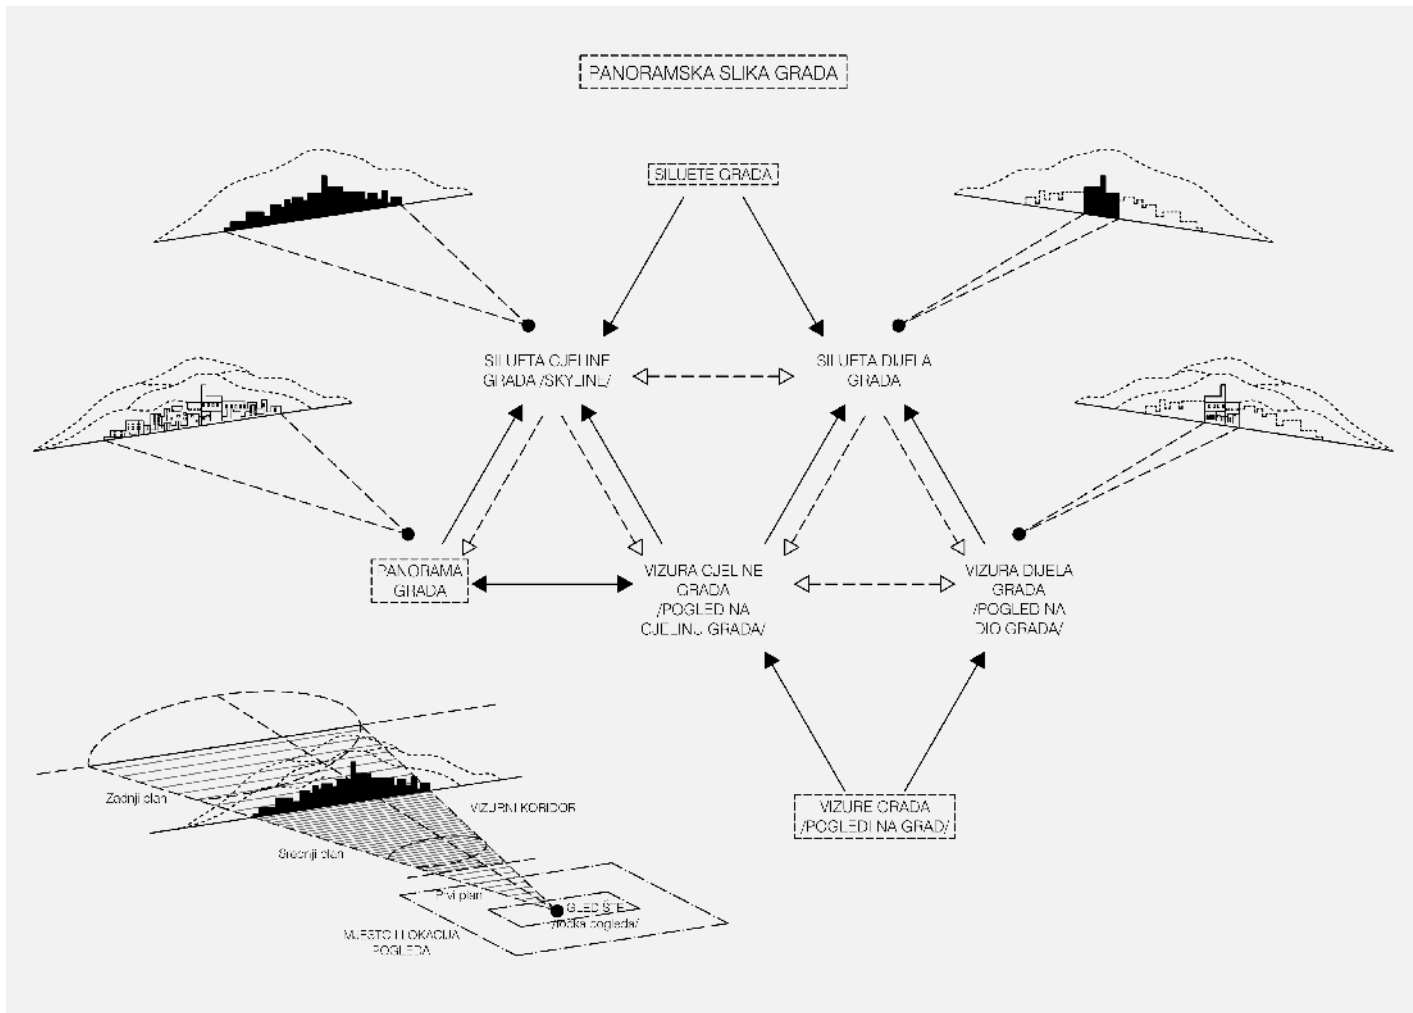 PANORAMSKA SLIKA GRADA
SILUETE GRADA
SILUETA CJELINE
GRADA /SKYLINE/
SILUETA DIJELA
GRADA
PANORAMA
GRADA
VIZURA CJELINE
GRADA
/POGLED NA
CJELINU GRADA/
VIZURA DIJELA
GRADA
/POGLED NA
DIO GRADA/
VIZURE GRADA
/POGLEDI NA GRAD/
Zadnji plan
VIZURNI KORIDOR
Srednji plan
Prvi plan
GLEDIŠTE
/točka pogleda/
MJESTO I LOKACIJA
POGLEDA